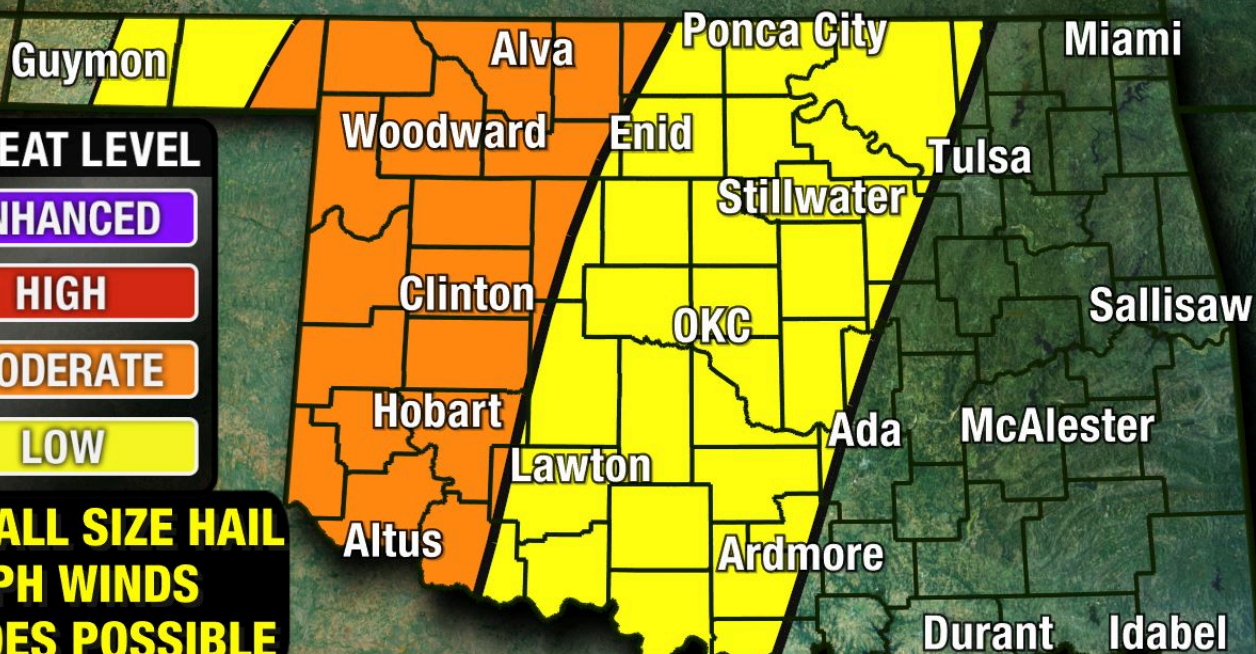 Guymon
Alva
Ponca City
Miami
Woodward
Enid
Tulsa
Stillwater
Clinton
OKC
Sallisaw
Hobart
Ada
McAlester
Lawton
Altus
Ardmore
Durant
Idabel
EAT LEVEL
NHANCED
HIGH
ODERATE
LOW
ALL SIZE HAIL
PH WINDS
DES POSSIBLE